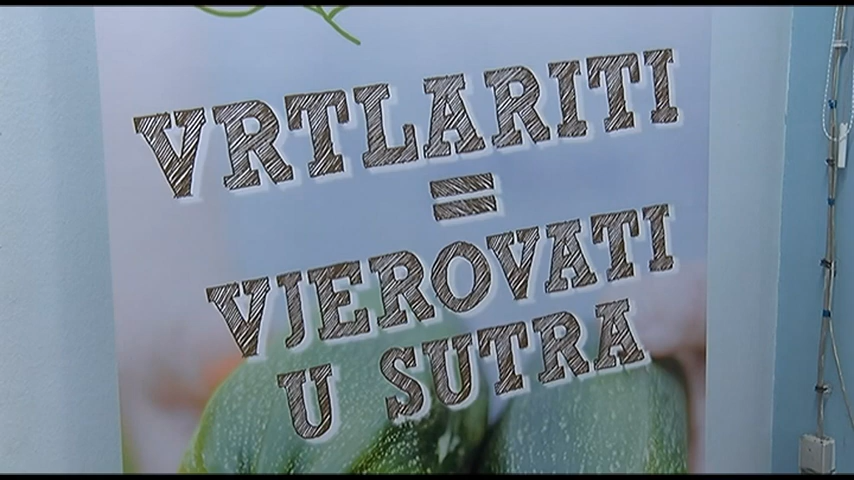 VRTLARITI
=
VJEROVATI
U SUTRA